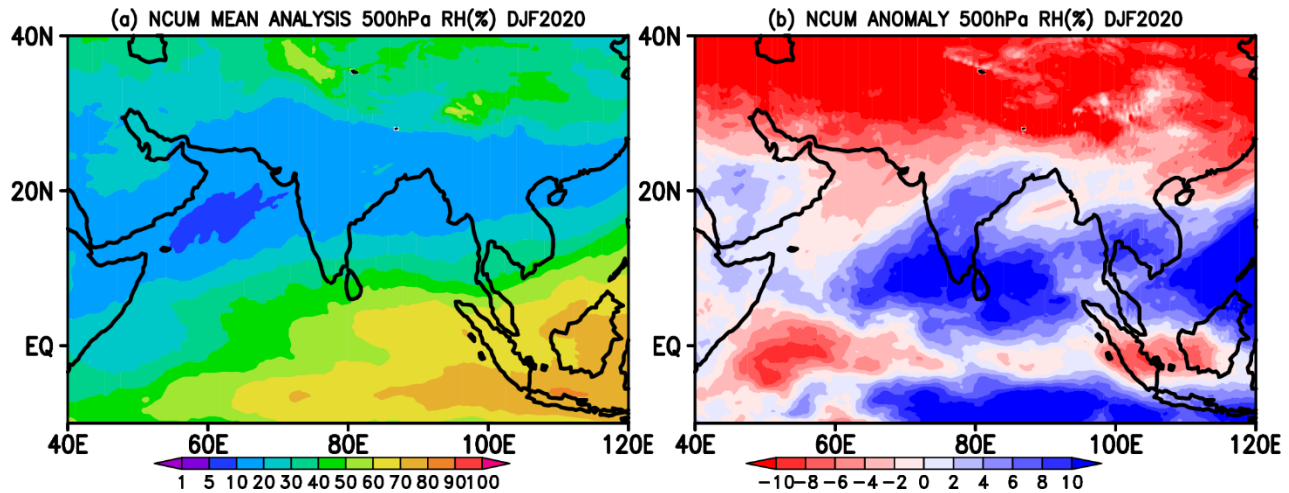 (a) NCUM MEAN ANALYSIS 500hPa RH(%) DJF2020
40N
20N
EQ
40E 60E 80E 100E 120E
1 5 10 20 30 40 50 60 70 80 90 100
(b) NCUM ANOMALY 500hPa RH(%) DJF2020
40N
20N
EQ
40E 60E 80E 100E 120E
-10 -8 -6 -4 -2 0 2 4 6 8 10